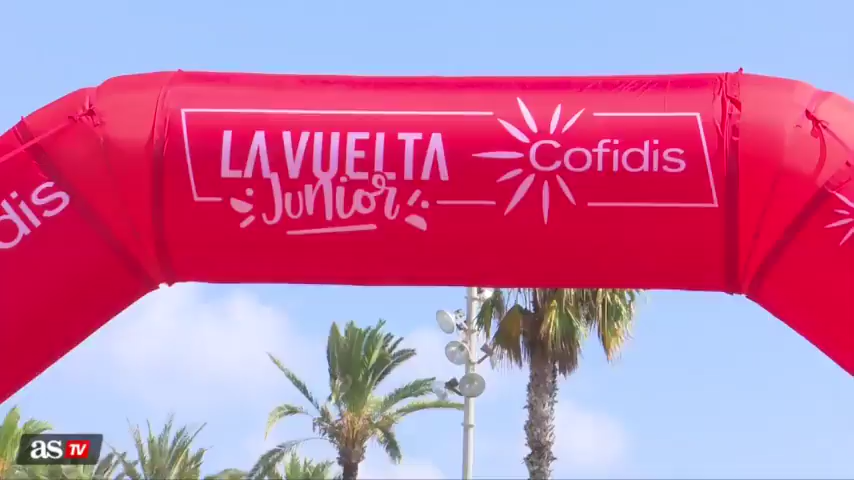 LA VUELTA
Junior
Cofidis
dis
as TV